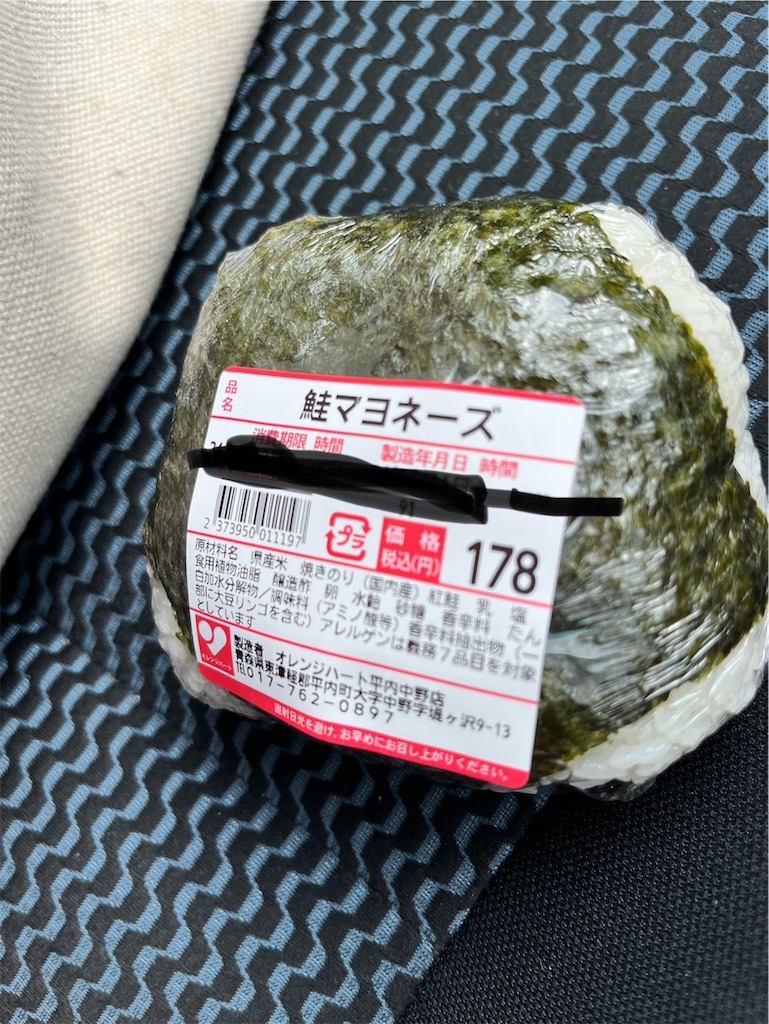 品名
鮭マヨネーズ
消費期限 時間
製造年月日 時間
91
2 373950 011197
プラ
価格
税込(円)
178
原材料名 県産米 焼きのり(国内産)紅鮭 乳 塩
食用植物油脂 醸造酢 卵 水飴 砂糖 香辛料 たん
白加水分解物/調味料(アミノ酸等)香辛料抽出物(一
部に大豆リンゴを含む)アレルゲンは義務7品目を対象
としています
オレンジハート
製造者 オレンジハート平内中野店
青森県東津軽郡平内町大字中野字堤ヶ沢9-13
TEL017-762-0897
直射日光を避け、お早めにお召し上がりください。